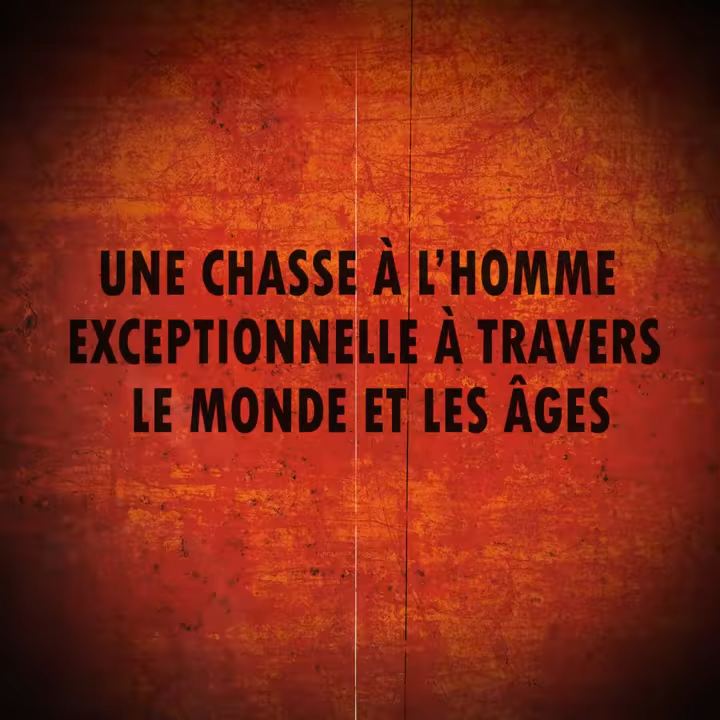 UNE CHASSE À L’HOMME
EXCEPTIONNELLE À TRAVERS
LE MONDE ET LES ÂGES